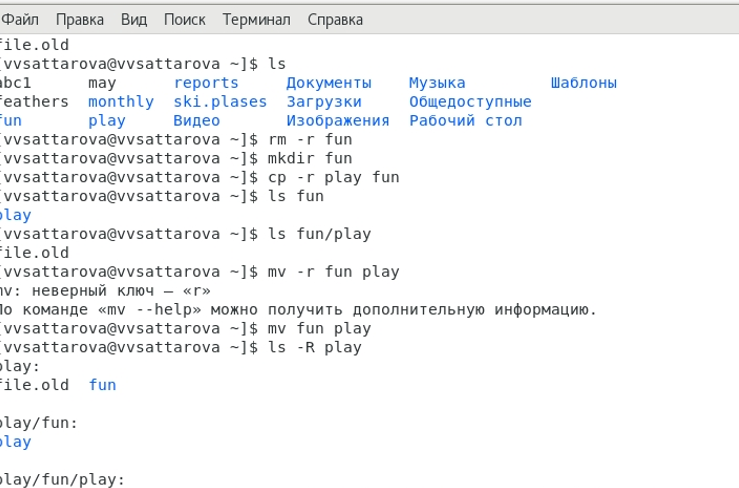 Файл Правка Вид Поиск Терминал Справка
file.old
[vvsattarova@vvsattarova ~]$ ls
abc1 may reports Документы Музыка Шаблоны
feathers monthly ski.plases Загрузки Общедоступные
fun play Видео Изображения Рабочий стол
[vvsattarova@vvsattarova ~]$ rm -r fun
[vvsattarova@vvsattarova ~]$ mkdir fun
[vvsattarova@vvsattarova ~]$ cp -r play fun
[vvsattarova@vvsattarova ~]$ ls fun
play
[vvsattarova@vvsattarova ~]$ ls fun/play
file.old
[vvsattarova@vvsattarova ~]$ mv -r fun play
mv: неверный ключ — «r»
По команде «mv --help» можно получить дополнительную информацию.
[vvsattarova@vvsattarova ~]$ mv fun play
[vvsattarova@vvsattarova ~]$ ls -R play
play:
file.old fun
play/fun:
play
play/fun/play: